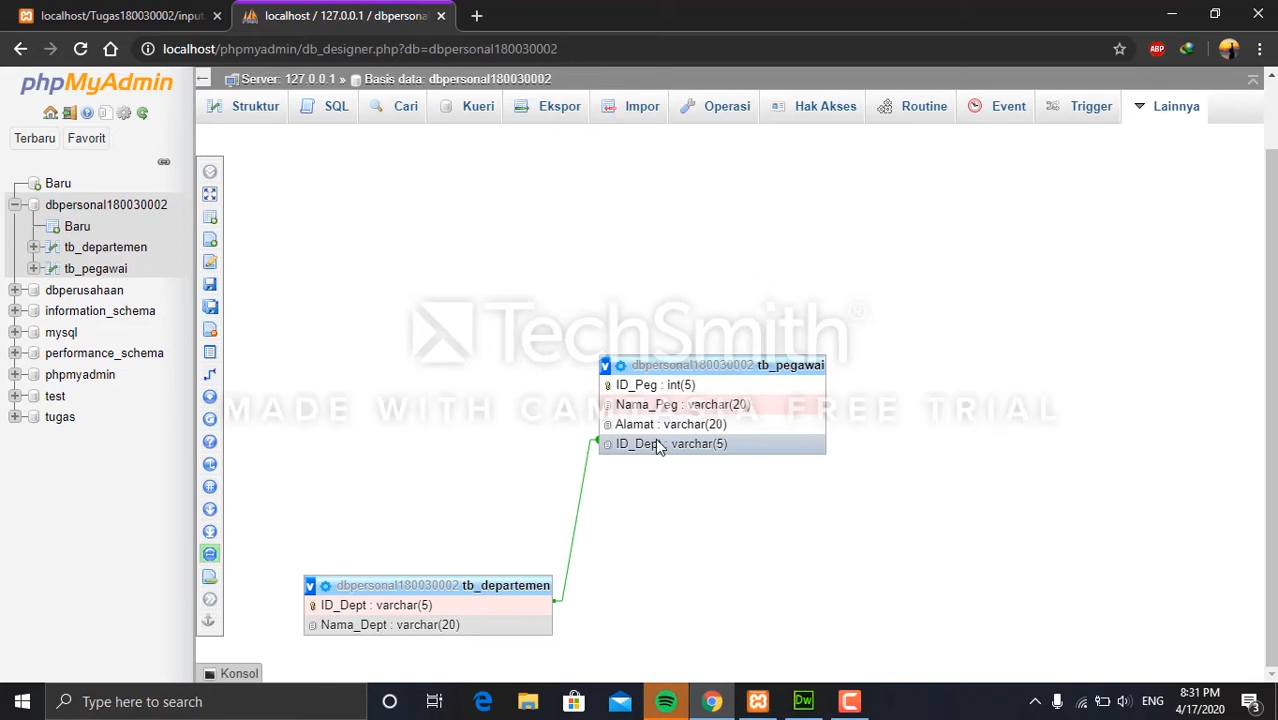 localhost/Tugas180030002/input
localhost / 127.0.0.1 / dbpersona
localhost/phpmyadmin/db_designer.php?db=dbpersonal180030002
ABP
phpMyAdmin
Terbaru
Favorit
Baru
dbpersonal180030002
Baru
tb_departemen
tb_pegawai
dbperusahaan
information_schema
mysql
performance_schema
phpmyadmin
test
tugas
Server: 127.0.0.1 » Basis data: dbpersonal180030002
Struktur
SQL
Cari
Kueri
Ekspor
Impor
Operasi
Hak Akses
Routine
Event
Trigger
Lainnya
TechSmith®
MADE WITH CAMTASIA FREE TRIAL
v dbpersonal180030002 tb_pegawai
ID_Peg : int(5)
Nama_Peg : varchar(20)
Alamat : varchar(20)
ID_Dept : varchar(5)
v dbpersonal180030002 tb_departemen
ID_Dept : varchar(5)
Nama_Dept : varchar(20)
Konsol
Type here to search
Dw
ENG
8:31 PM
4/17/2020
3